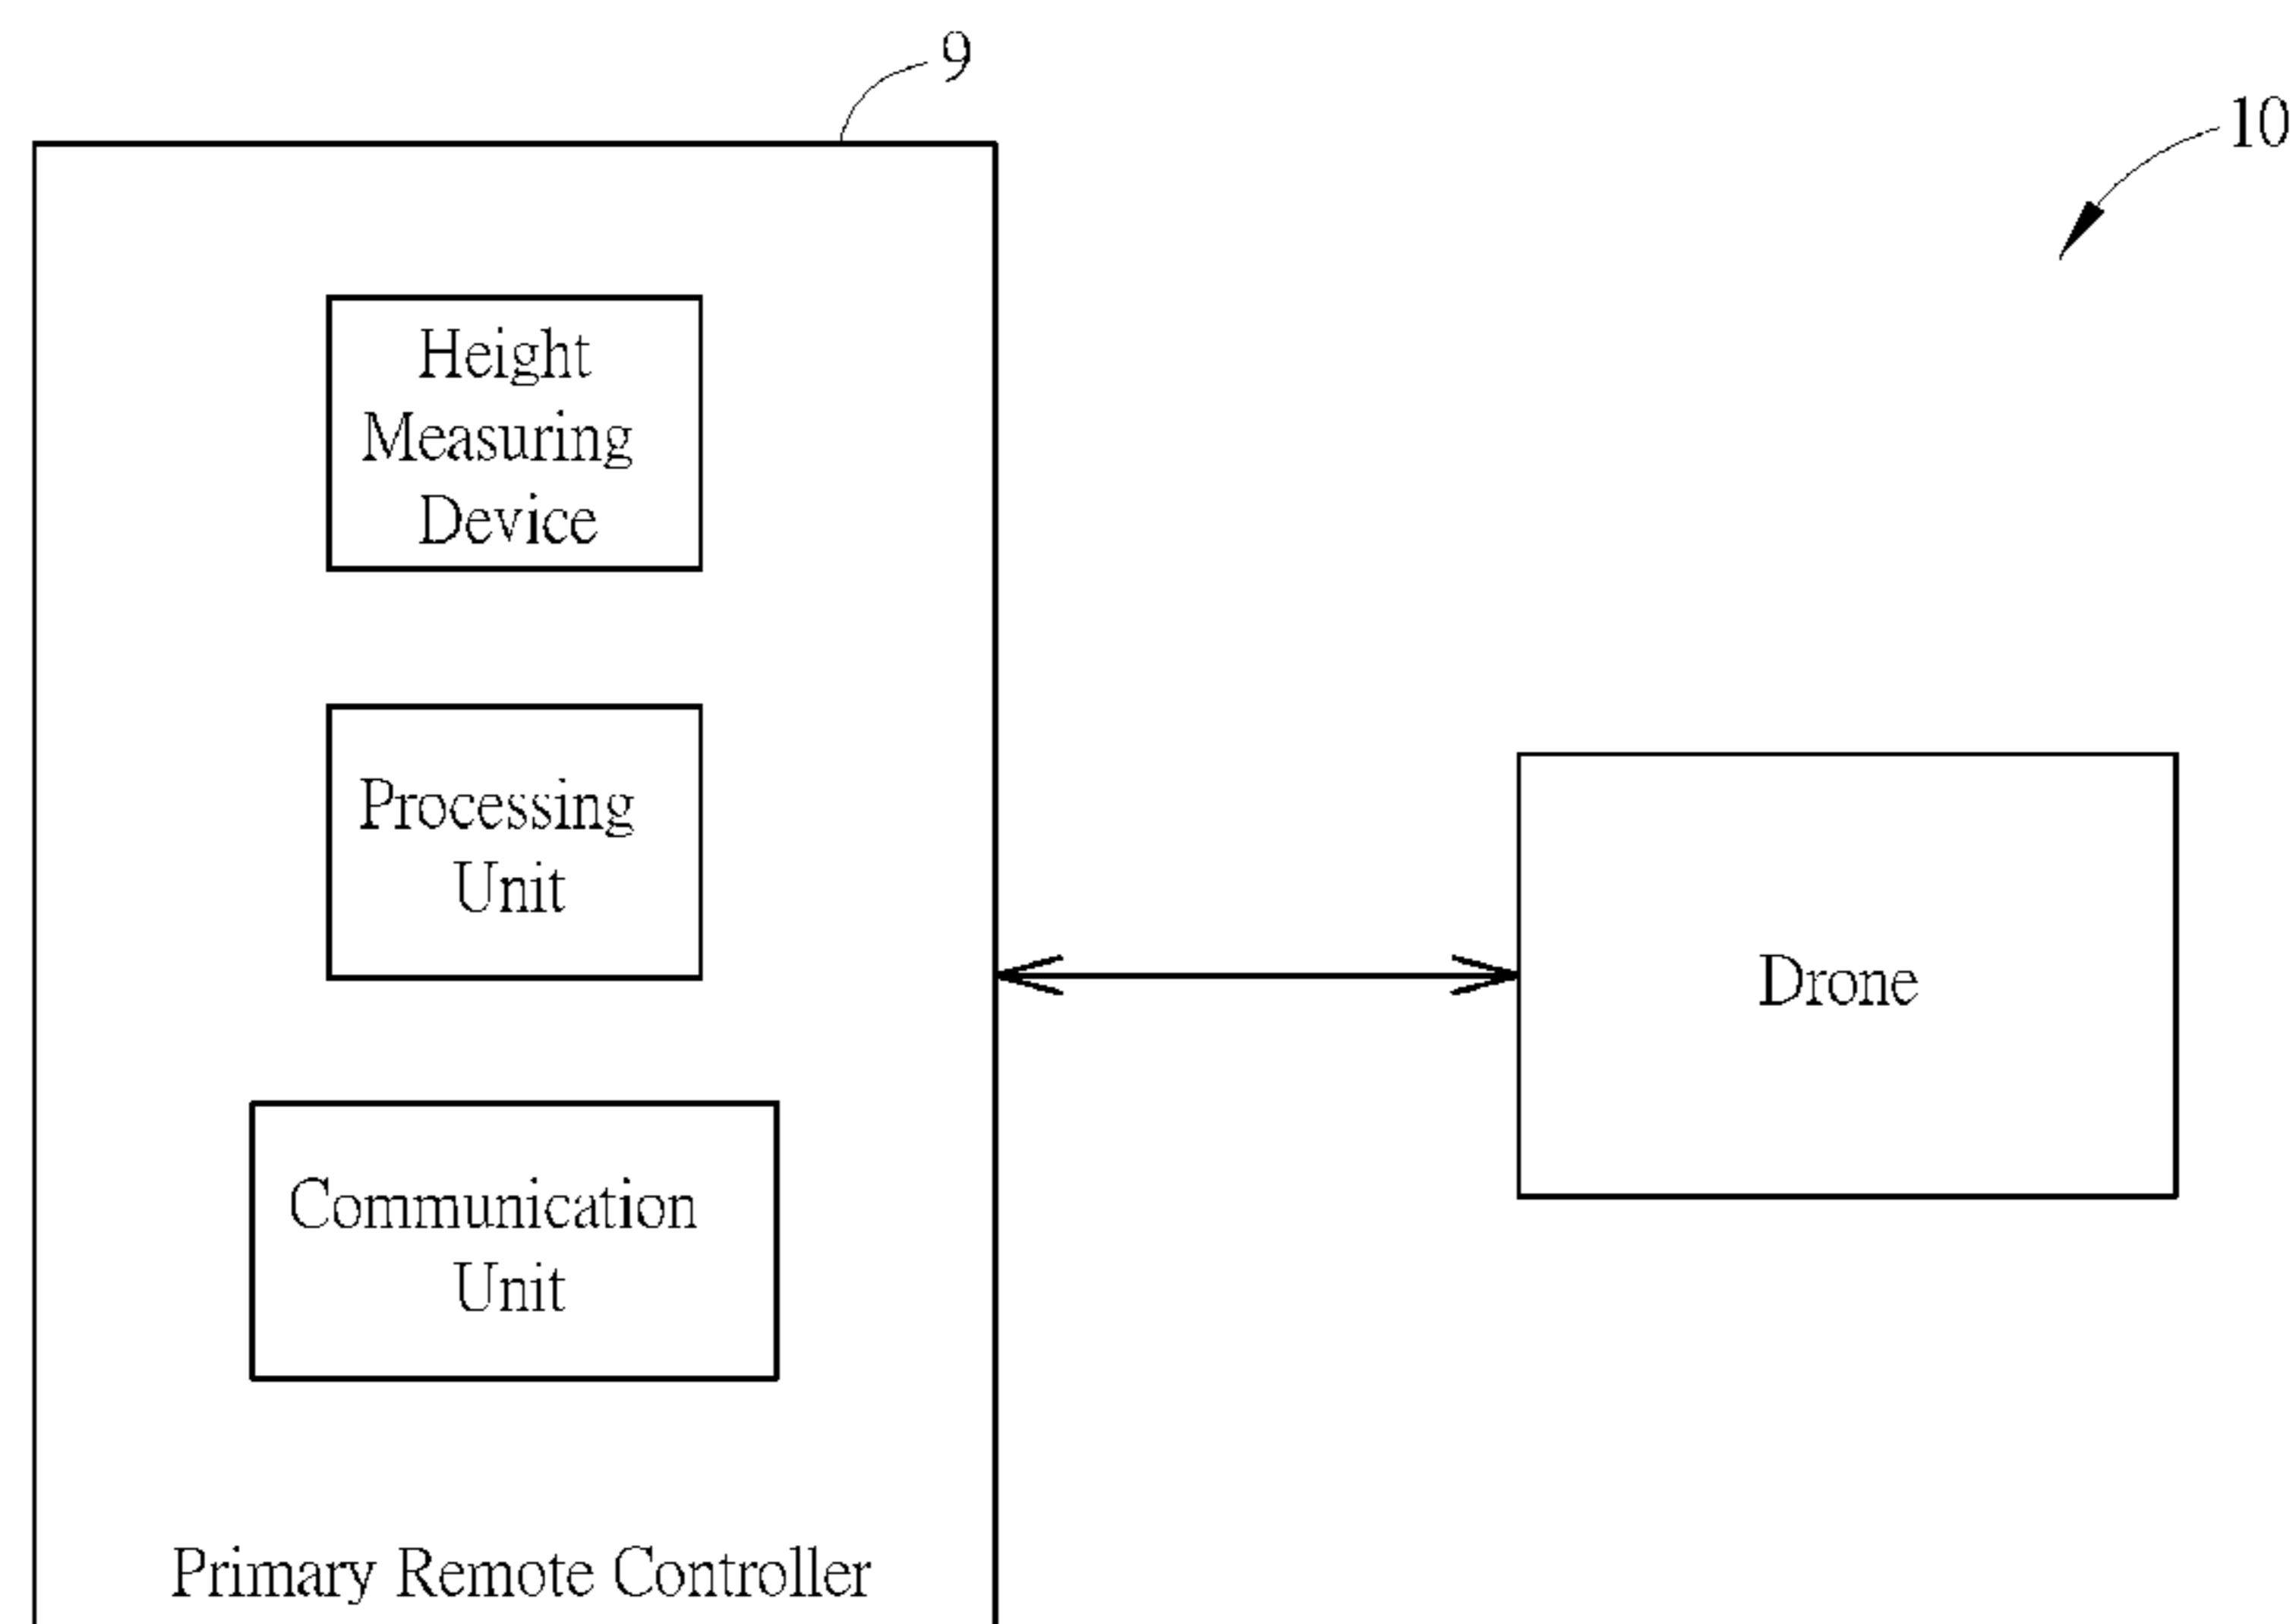 9
10
Height
Measuring
Device
Processing
Unit
Drone
Communication
Unit
Primary Remote Controller